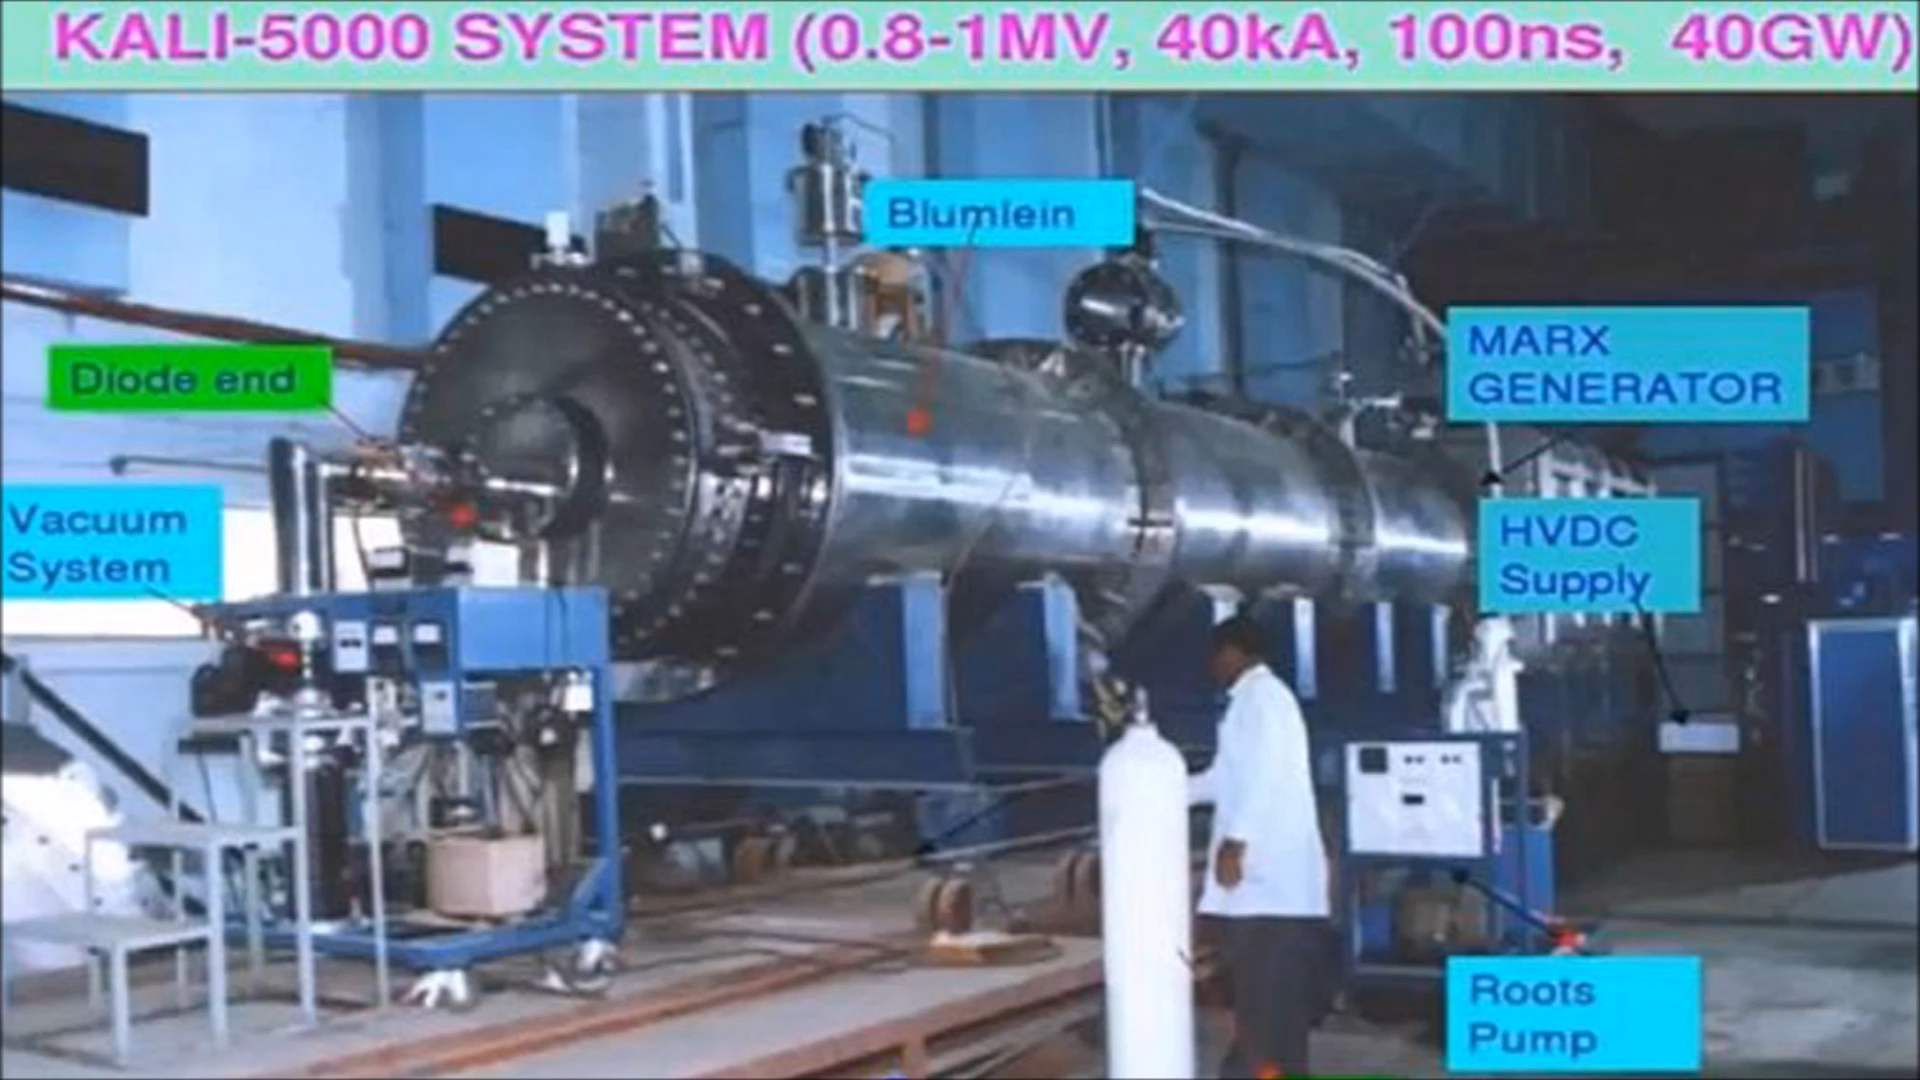 KALI-5000 SYSTEM (0.8-1MV, 40kA, 100ns, 40GW)
Blumlein
MARX
GENERATOR
Diode end
Vacuum
System
HVDC
Supply
Roots
Pump